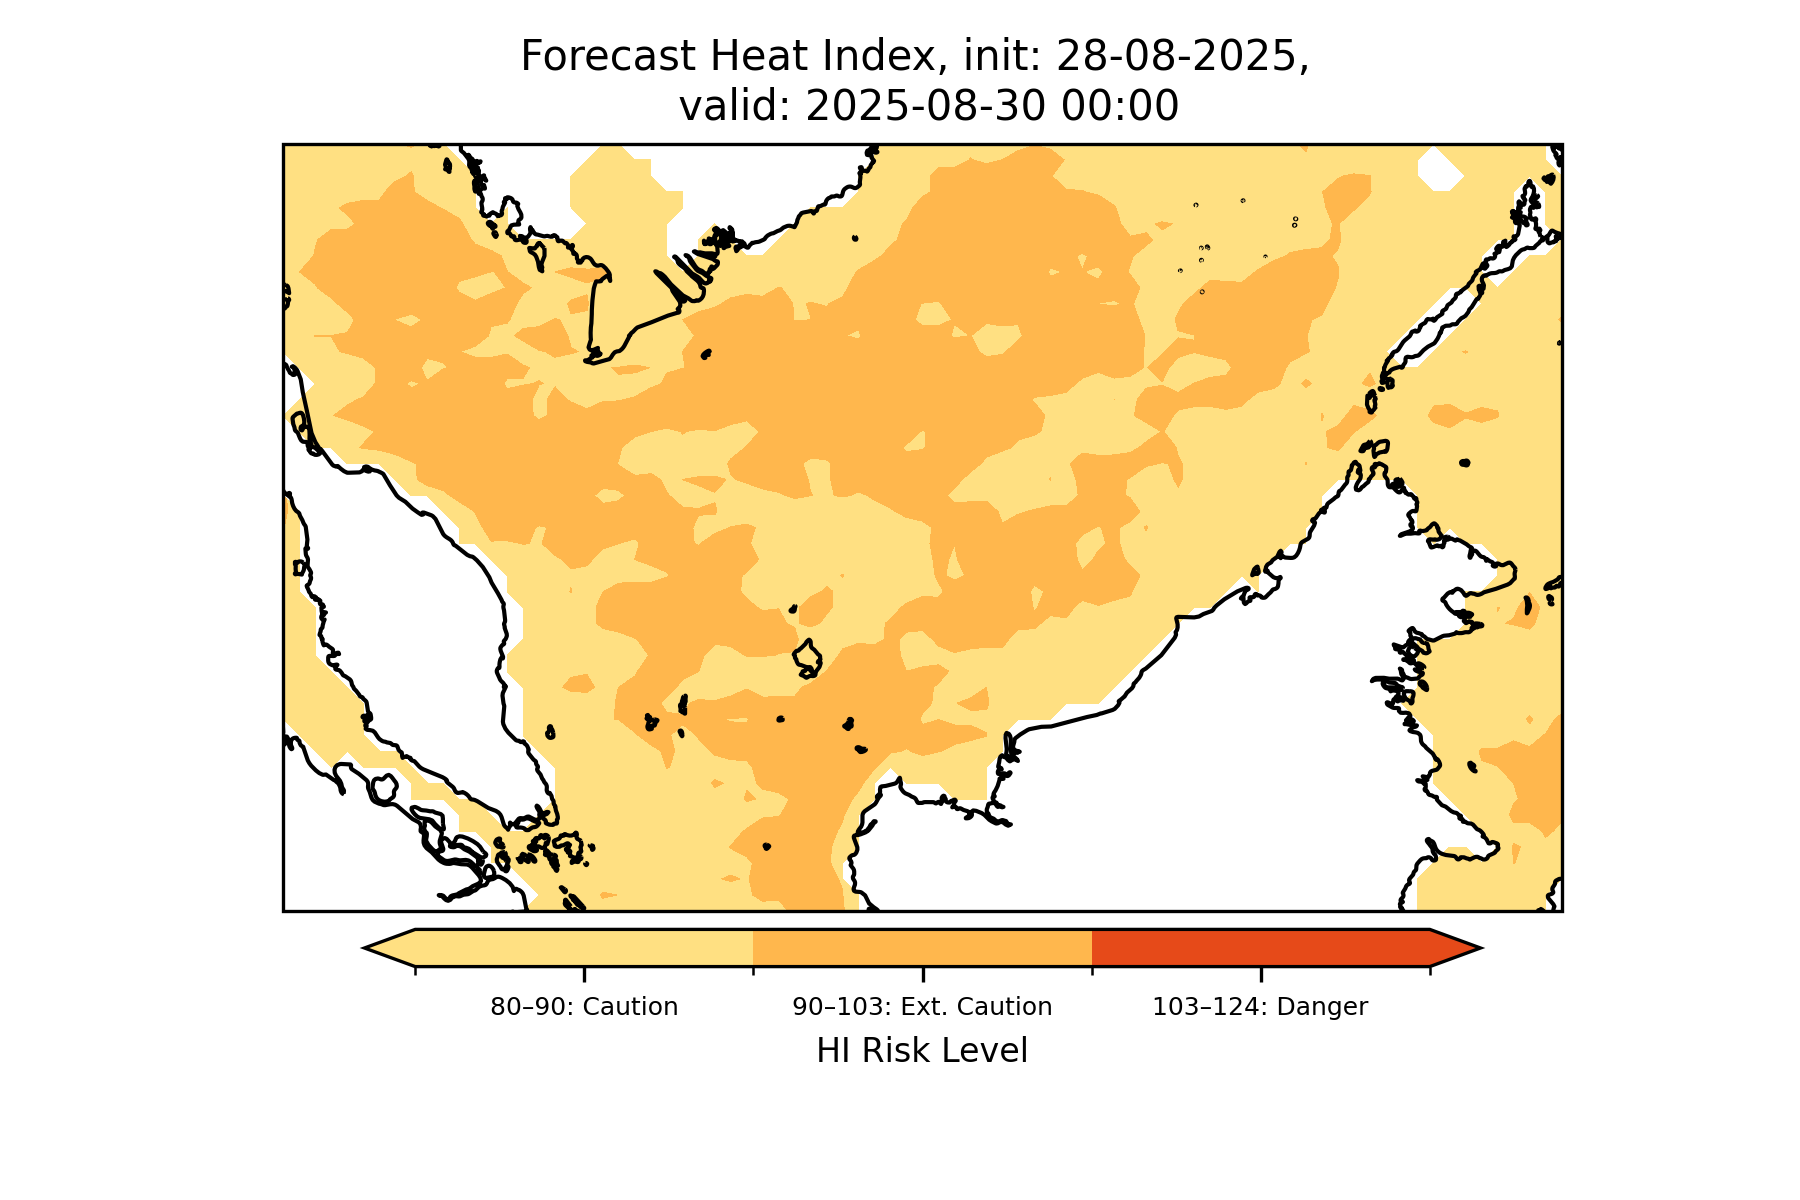 Forecast Heat Index, init: 28-08-2025,
valid: 2025-08-30 00:00
80–90: Caution
90–103: Ext. Caution
103–124: Danger
HI Risk Level